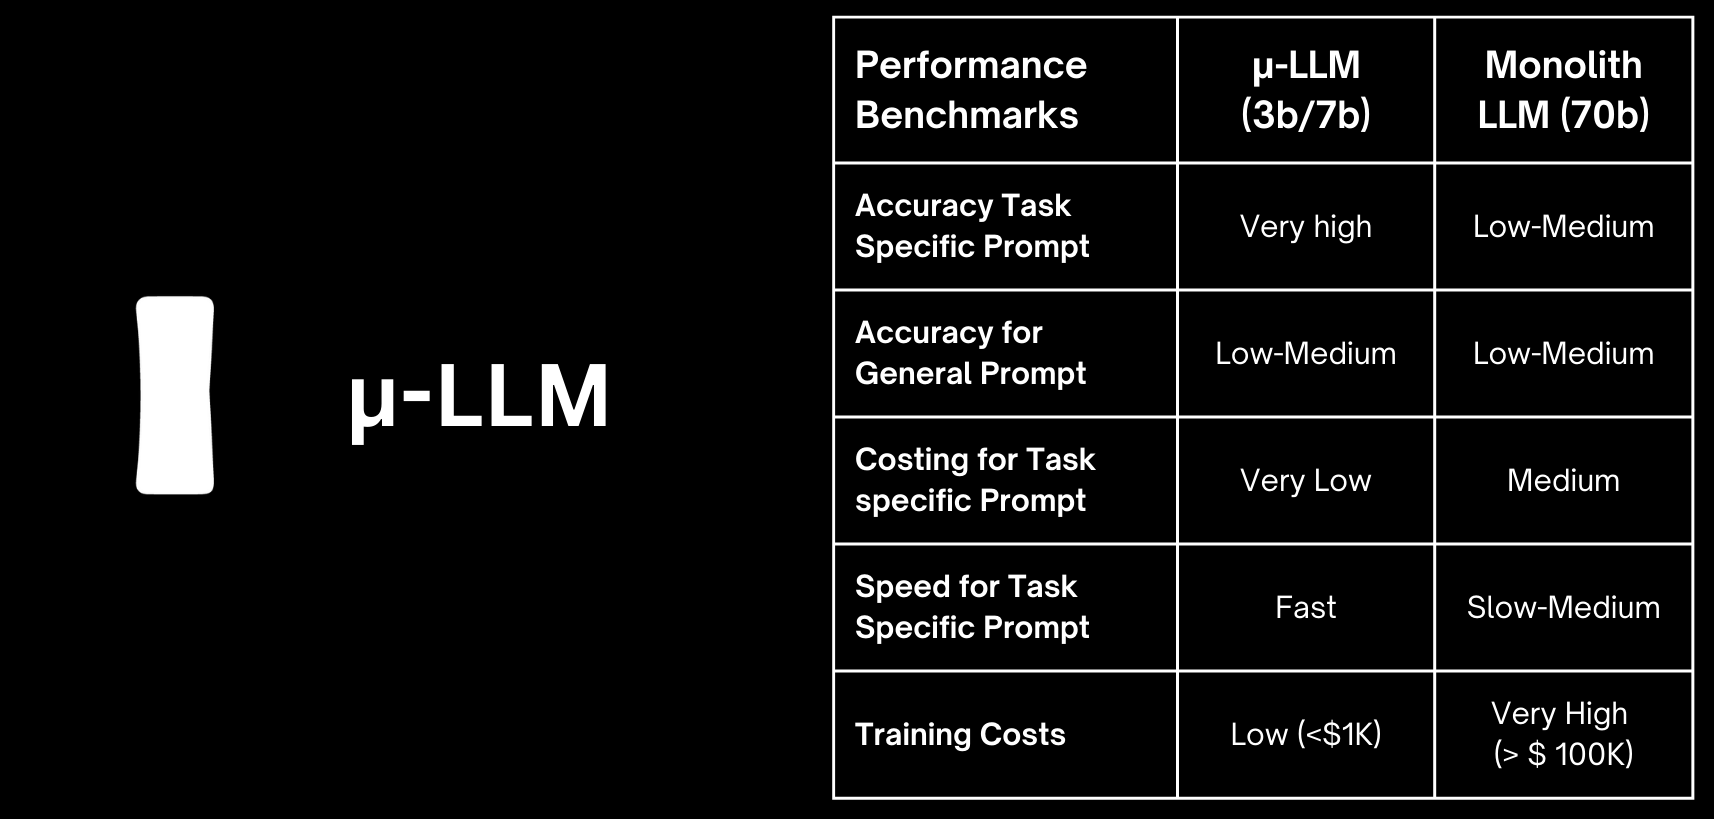 µ-LLM
Performance
Benchmarks
µ-LLM
(3b/7b)
Monolith
LLM (70b)
Accuracy Task
Specific Prompt
Very high
Low-Medium
Accuracy for
General Prompt
Low-Medium
Low-Medium
Costing for Task
specific Prompt
Very Low
Medium
Speed for Task
Specific Prompt
Fast
Slow-Medium
Training Costs
Low (<$1K)
Very High
(> $ 100K)